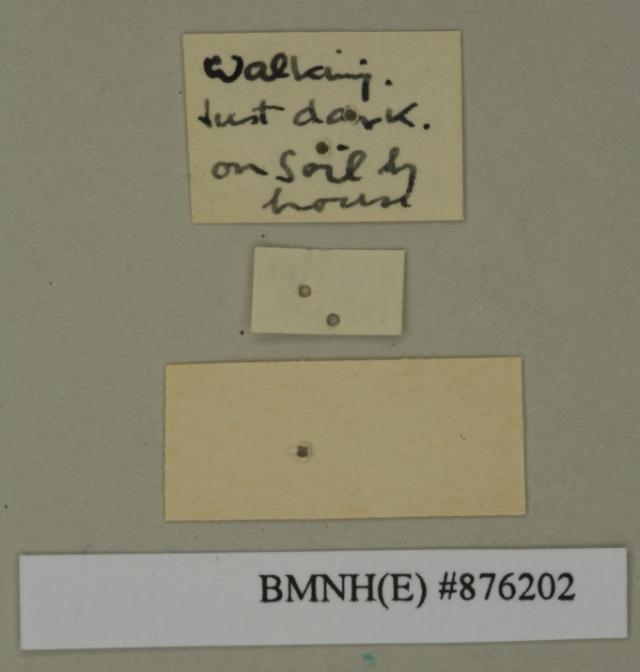 Walking.
Just dark.
on Soil by
house
BMNH(E) #876202